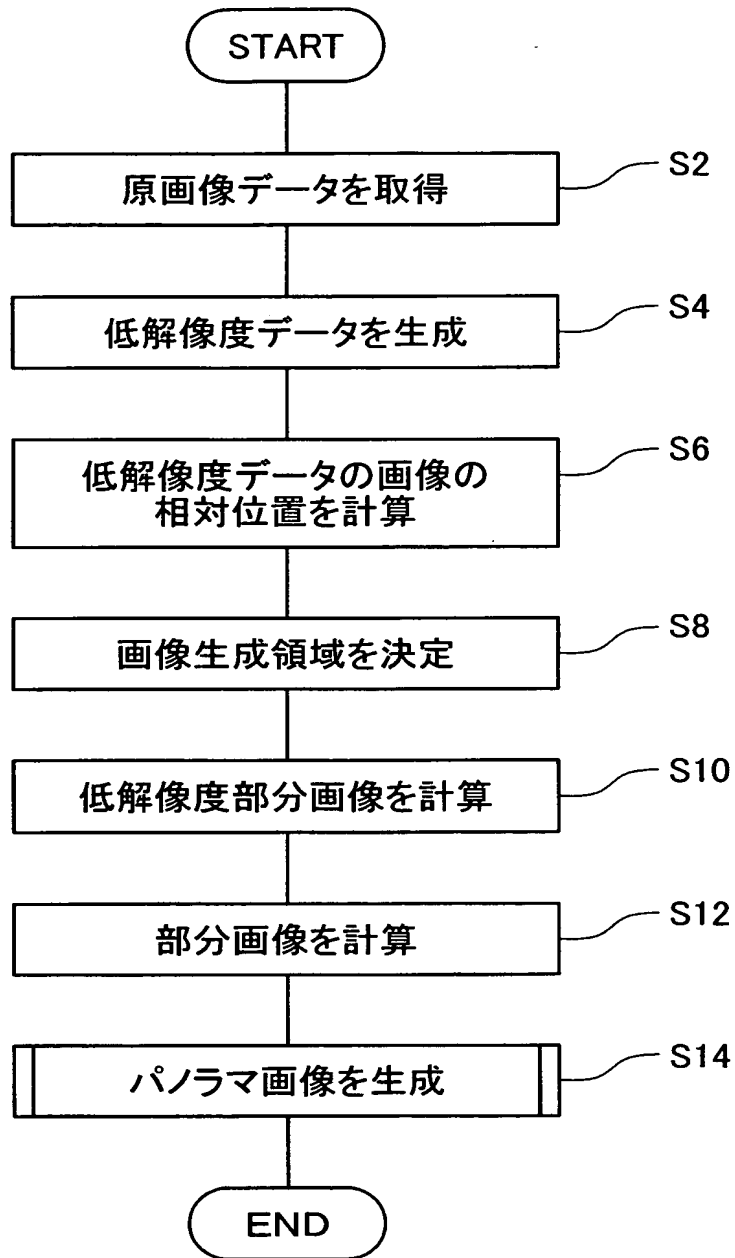 START
原画像データを取得
S2
低解像度データを生成
S4
低解像度データの画像の
相対位置を計算
S6
画像生成領域を決定
S8
低解像度部分画像を計算
S10
部分画像を計算
S12
パノラマ画像を生成
S14
END